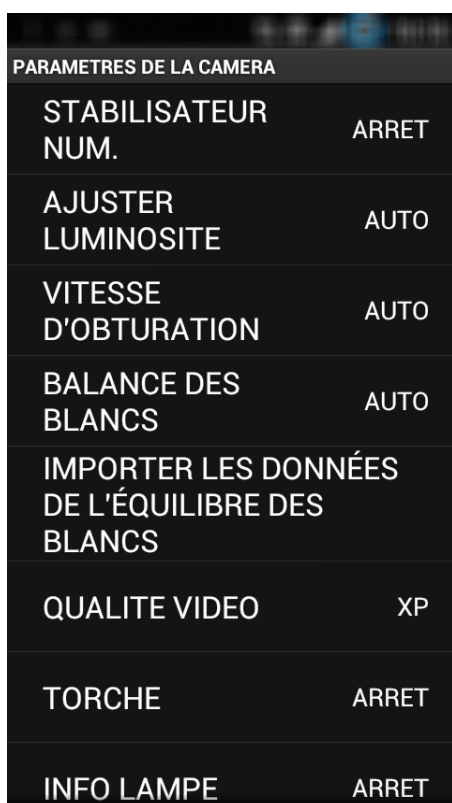 PARAMETRES DE LA CAMERA
STABILISATEUR
NUM.
ARRET
AJUSTER
LUMINOSITE
AUTO
VITESSE
D'OBTURATION
AUTO
BALANCE DES
BLANCS
AUTO
IMPORTER LES DONNÉES
DE L'ÉQUILIBRE DES
BLANCS
QUALITE VIDEO
XP
TORCHE
ARRET
INFO LAMPE
ARRET